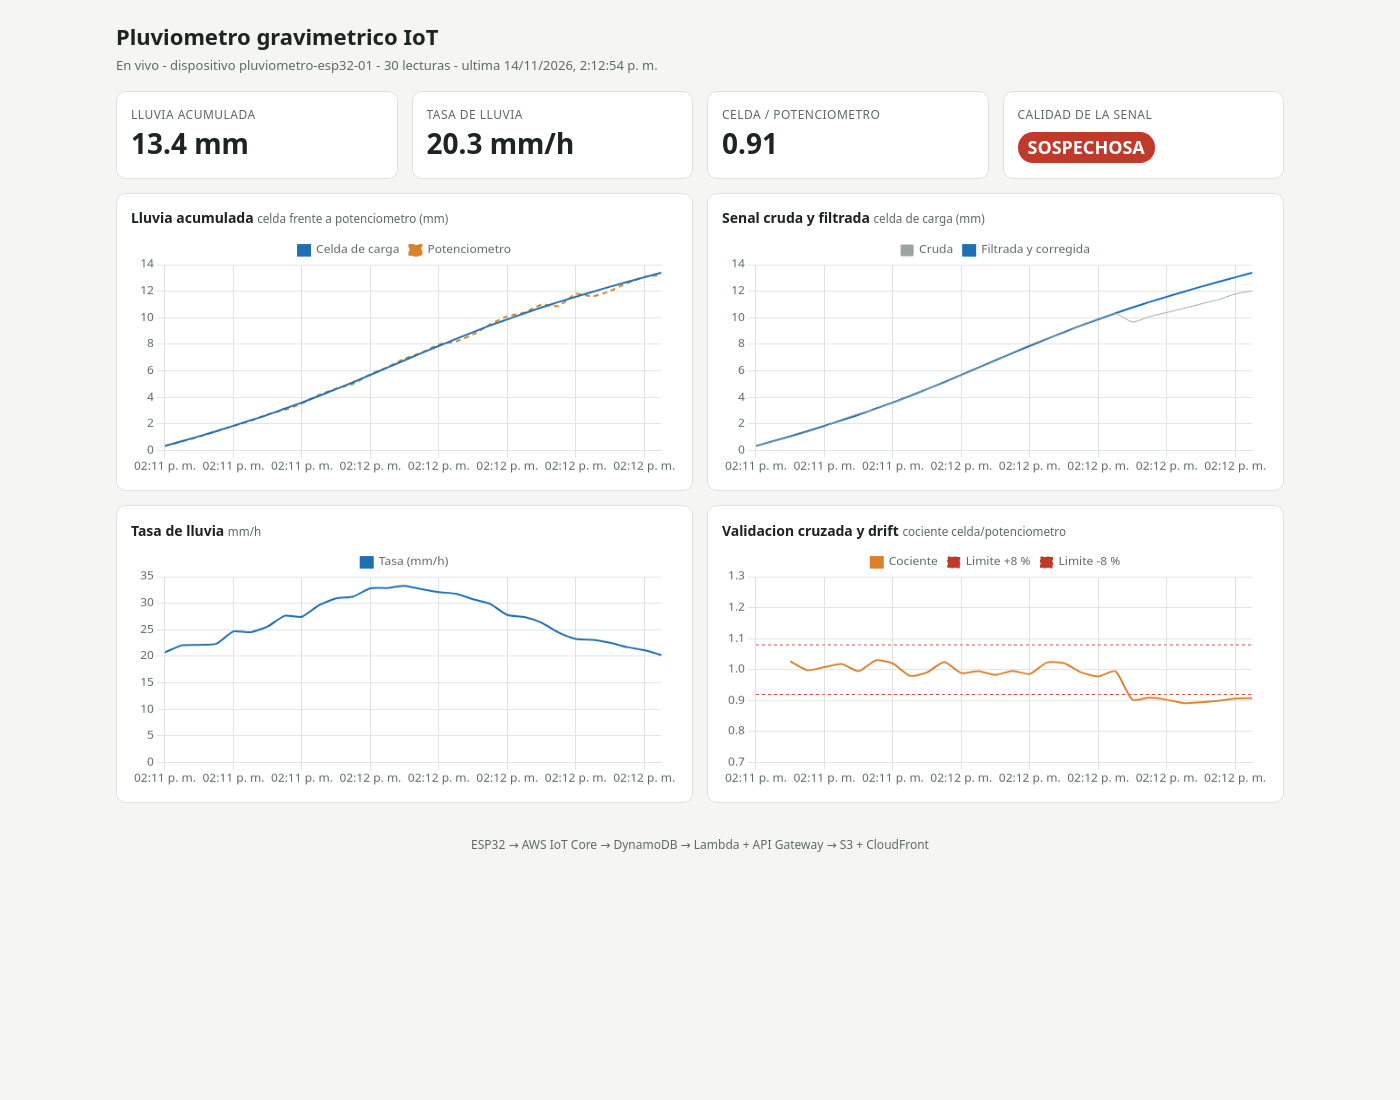 Pluviometro gravimetrico IoT
En vivo - dispositivo pluviometro-esp32-01 - 30 lecturas - ultima 14/11/2026, 2:12:54 p. m.
LLUVIA ACUMULADA
13.4 mm
TASA DE LLUVIA
20.3 mm/h
CELDA / POTENCIOMETRO
0.91
CALIDAD DE LA SENAL
SOSPECHOSA
Lluvia acumulada celda frente a potenciometro (mm)
Celda de carga Potenciometro
14
12
10
8
6
4
2
0
02:11 p. m. 02:11 p. m. 02:11 p. m. 02:12 p. m. 02:12 p. m. 02:12 p. m. 02:12 p. m. 02:12 p. m.
Senal cruda y filtrada celda de carga (mm)
Cruda Filtrada y corregida
14
12
10
8
6
4
2
0
02:11 p. m. 02:11 p. m. 02:11 p. m. 02:12 p. m. 02:12 p. m. 02:12 p. m. 02:12 p. m. 02:12 p. m.
Tasa de lluvia mm/h
Tasa (mm/h)
35
30
25
20
15
10
5
0
02:11 p. m. 02:11 p. m. 02:11 p. m. 02:12 p. m. 02:12 p. m. 02:12 p. m. 02:12 p. m. 02:12 p. m.
Validacion cruzada y drift cociente celda/potenciometro
Cociente Limite +8 % Limite -8 %
1.3
1.2
1.1
1.0
0.9
0.8
0.7
02:11 p. m. 02:11 p. m. 02:11 p. m. 02:12 p. m. 02:12 p. m. 02:12 p. m. 02:12 p. m. 02:12 p. m.
ESP32 → AWS IoT Core → DynamoDB → Lambda + API Gateway → S3 + CloudFront